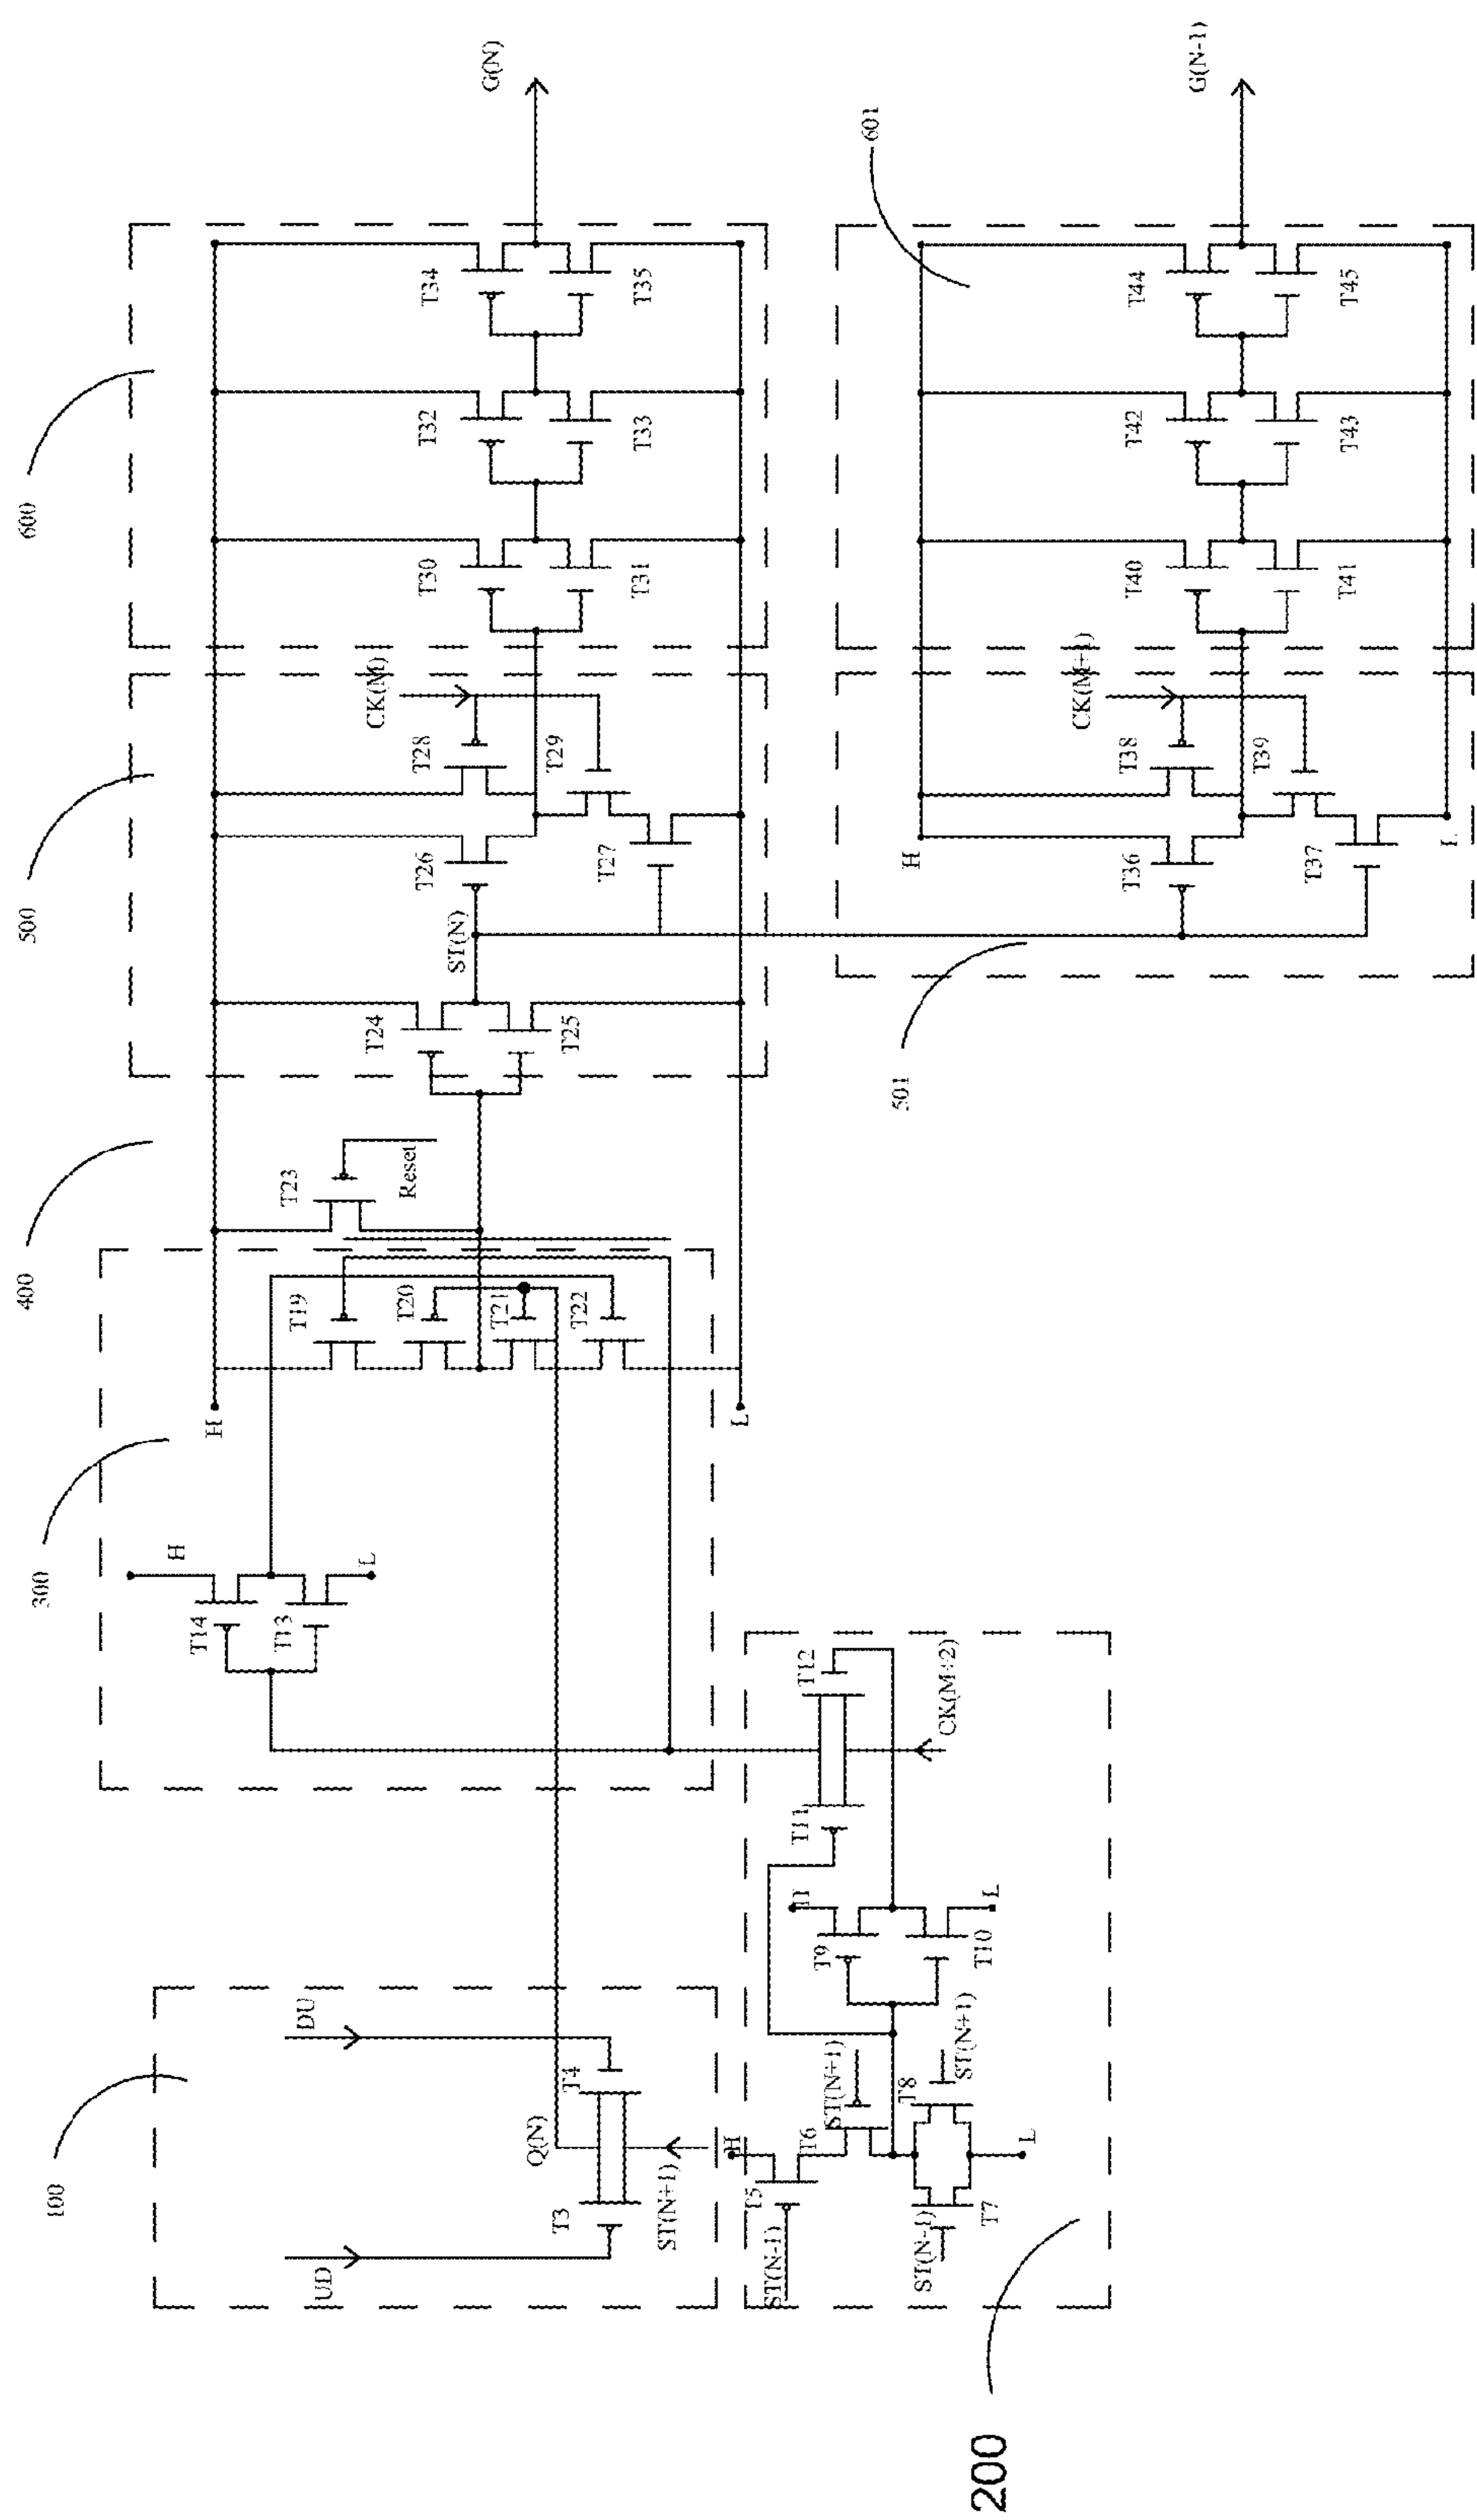 100
UD
DU
T3
T4
Q(N)
ST(N+1)
200
ST(N-1)
H
T5
T6
ST(N+1)
ST(N-1)
T7
T8
ST(N+1)
L
H
T9
T10
L
T11
T12
CK(M+2)
300
T14
H
T13
L
H
L
T19
T20
T21
T22
400
T23
Reset
500
T24
T25
ST(N)
T26
T27
T28
T29
CK(M)
600
T30
T31
T32
T33
T34
T35
G(N)
501
H
T36
T37
L
T38
T39
CK(M+1)
601
T40
T41
T42
T43
T44
T45
G(N-1)